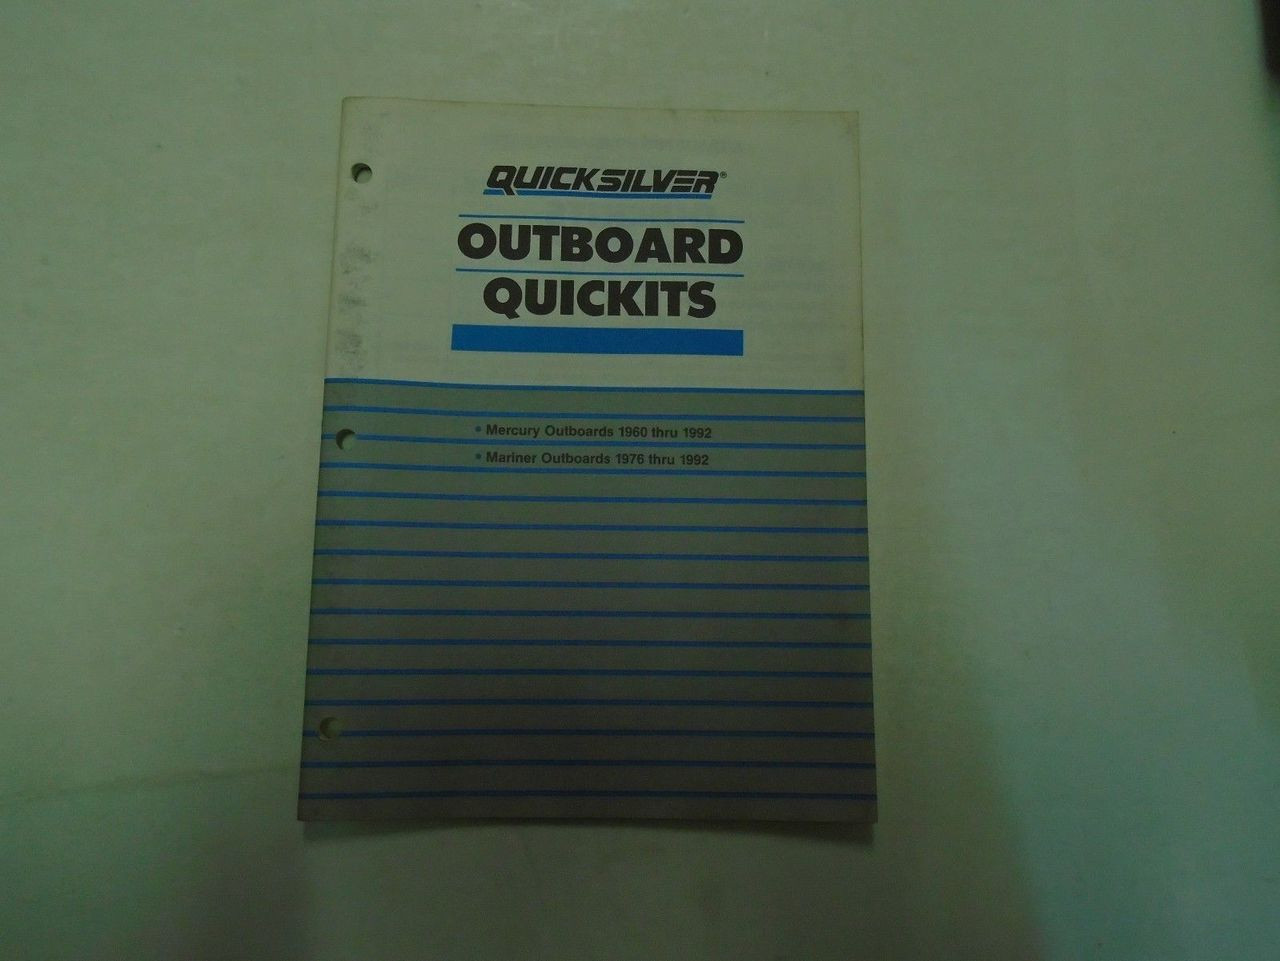 QUICKSILVER®
OUTBOARD
QUICKITS
• Mercury Outboards 1960 thru 1992
• Mariner Outboards 1976 thru 1992